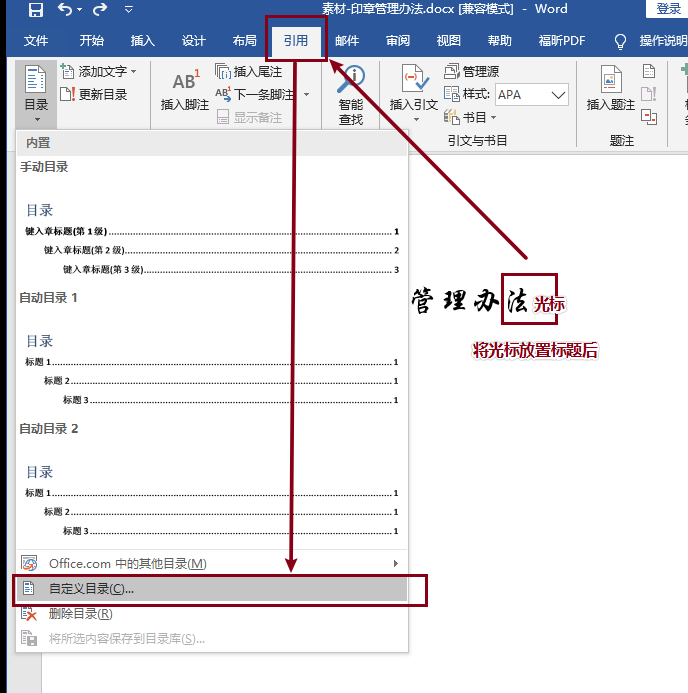 素材-印章管理办法.docx [兼容模式] - Word
登录
文件 开始 插入 设计 布局 引用 邮件 审阅 视图 帮助 福昕PDF 操作说明
目录
添加文字
更新目录
AB1
插入脚注
插入尾注
下一条脚注
显示备注
智能
查找
插入引文
管理源
样式: APA
书目
引文与书目
插入题注
题注
内置
手动目录
目录
键入章标题(第 1 级)....................1
键入章标题(第 2 级)....................2
键入章标题(第 3 级)....................3
自动目录 1
目录
标题 1....................1
标题 2....................1
标题 3....................1
自动目录 2
目录
标题 1....................1
标题 2....................1
标题 3....................1
Office.com 中的其他目录(M)
自定义目录(C)...
删除目录(R)
将所选内容保存到目录库(S)...
管理办法 光标
将光标放置标题后